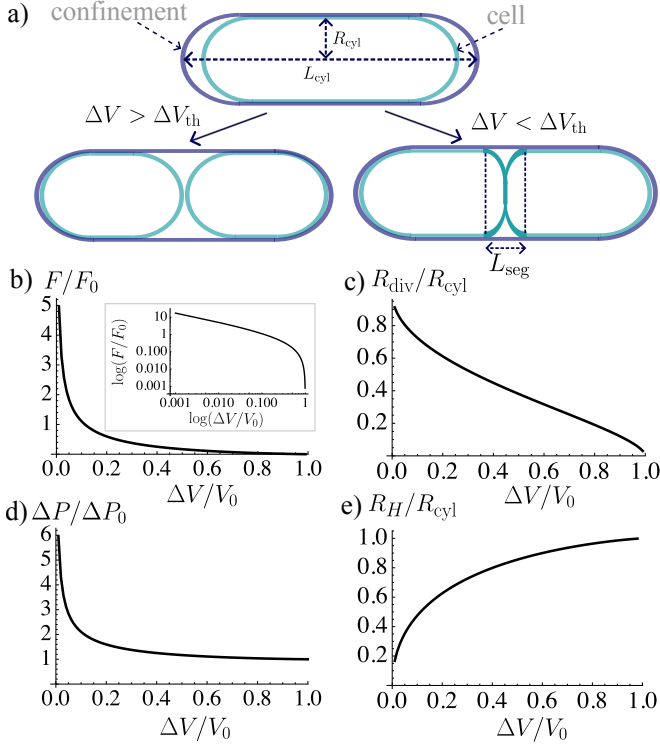 a)
confinement
cell
R_cyl
L_cyl
ΔV > ΔV_th
ΔV < ΔV_th
L_seg
b) F/F_0
5
4
3
2
1
0.0 0.2 0.4 0.6 0.8 1.0
ΔV/V_0
log(F/F_0)
10
1
0.100
0.010
0.001
0.001 0.100 1
log(ΔV/V_0)
c) R_div/R_cyl
0.8
0.6
0.4
0.2
0.0 0.2 0.4 0.6 0.8 1.0
ΔV/V_0
d) ΔP/ΔP_0
6
5
4
3
2
1
0.0 0.2 0.4 0.6 0.8 1.0
ΔV/V_0
e) R_H/R_cyl
1.0
0.8
0.6
0.4
0.2
0.0 0.2 0.4 0.6 0.8 1.0
ΔV/V_0